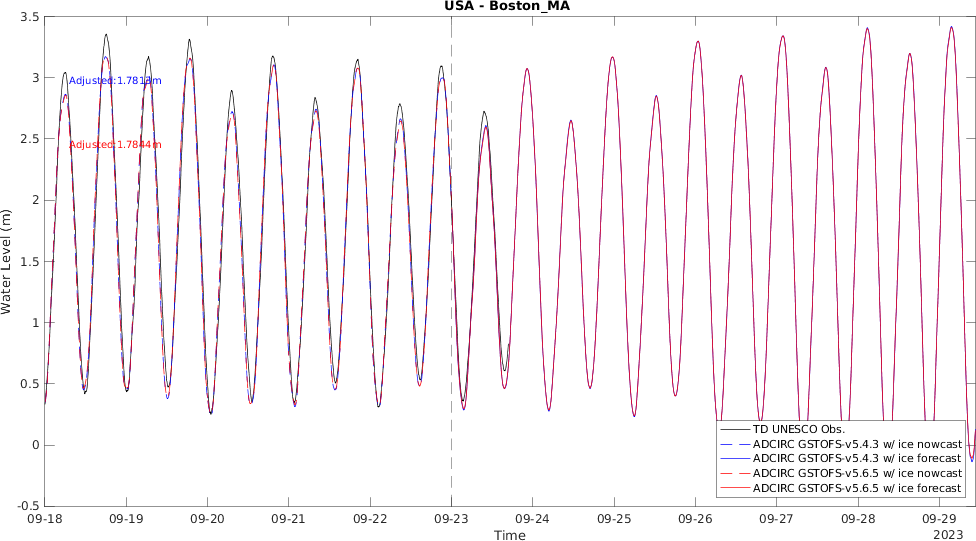 USA - Boston_MA
3.5
3
2.5
2
1.5
1
0.5
0
-0.5
Water Level (m)
Adjusted:1.7844m
TD UNESCO Obs.
ADCIRC GSTOFS-v5.4.3 w/ ice nowcast
ADCIRC GSTOFS-v5.4.3 w/ ice forecast
ADCIRC GSTOFS-v5.6.5 w/ ice nowcast
ADCIRC GSTOFS-v5.6.5 w/ ice forecast
09-18 09-19 09-20 09-21 09-22 09-23 09-24 09-25 09-26 09-27 09-28 09-29
Time
2023